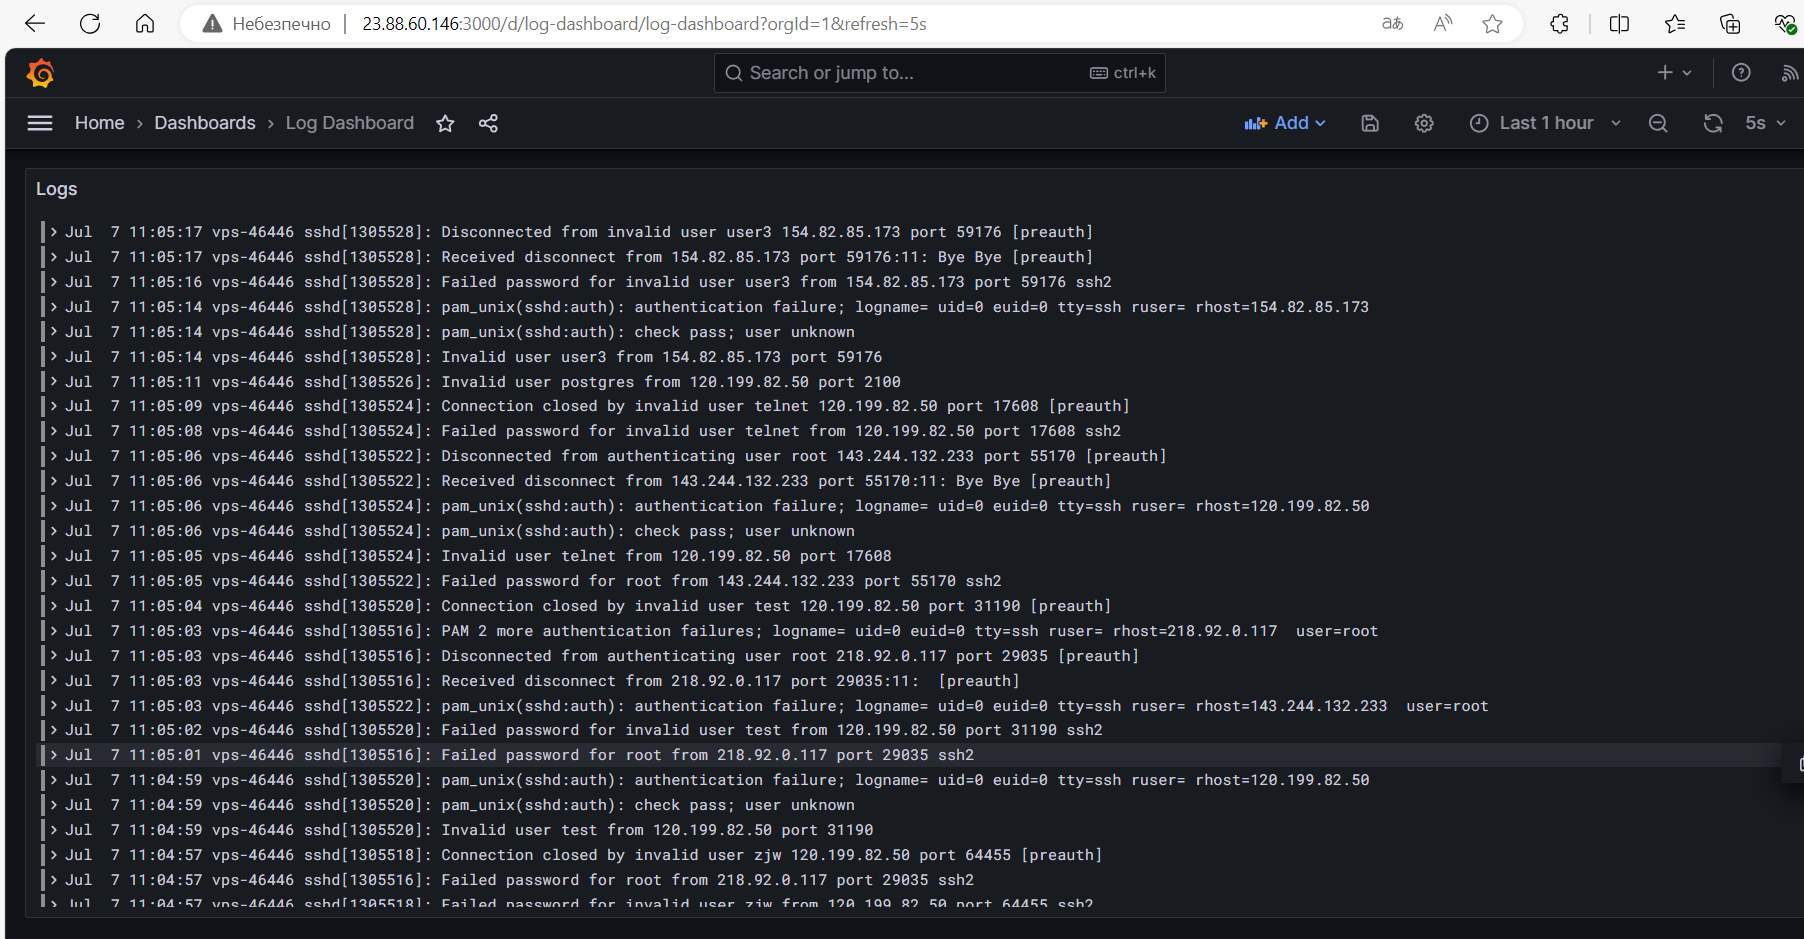 Небезпечно 23.88.60.146:3000/d/log-dashboard/log-dashboard?orgId=1&refresh=5s
Search or jump to... ctrl+k
Home > Dashboards > Log Dashboard Add Last 1 hour 5s
Logs
Jul  7 11:05:17 vps-46446 sshd[1305528]: Disconnected from invalid user user3 154.82.85.173 port 59176 [preauth]
Jul  7 11:05:17 vps-46446 sshd[1305528]: Received disconnect from 154.82.85.173 port 59176:11: Bye Bye [preauth]
Jul  7 11:05:16 vps-46446 sshd[1305528]: Failed password for invalid user user3 from 154.82.85.173 port 59176 ssh2
Jul  7 11:05:14 vps-46446 sshd[1305528]: pam_unix(sshd:auth): authentication failure; logname= uid=0 euid=0 tty=ssh ruser= rhost=154.82.85.173
Jul  7 11:05:14 vps-46446 sshd[1305528]: pam_unix(sshd:auth): check pass; user unknown
Jul  7 11:05:14 vps-46446 sshd[1305528]: Invalid user user3 from 154.82.85.173 port 59176
Jul  7 11:05:11 vps-46446 sshd[1305526]: Invalid user postgres from 120.199.82.50 port 2100
Jul  7 11:05:09 vps-46446 sshd[1305524]: Connection closed by invalid user telnet 120.199.82.50 port 17608 [preauth]
Jul  7 11:05:08 vps-46446 sshd[1305524]: Failed password for invalid user telnet from 120.199.82.50 port 17608 ssh2
Jul  7 11:05:06 vps-46446 sshd[1305522]: Disconnected from authenticating user root 143.244.132.233 port 55170 [preauth]
Jul  7 11:05:06 vps-46446 sshd[1305522]: Received disconnect from 143.244.132.233 port 55170:11: Bye Bye [preauth]
Jul  7 11:05:06 vps-46446 sshd[1305524]: pam_unix(sshd:auth): authentication failure; logname= uid=0 euid=0 tty=ssh ruser= rhost=120.199.82.50
Jul  7 11:05:06 vps-46446 sshd[1305524]: pam_unix(sshd:auth): check pass; user unknown
Jul  7 11:05:05 vps-46446 sshd[1305524]: Invalid user telnet from 120.199.82.50 port 17608
Jul  7 11:05:05 vps-46446 sshd[1305522]: Failed password for root from 143.244.132.233 port 55170 ssh2
Jul  7 11:05:04 vps-46446 sshd[1305520]: Connection closed by invalid user test 120.199.82.50 port 31190 [preauth]
Jul  7 11:05:03 vps-46446 sshd[1305516]: PAM 2 more authentication failures; logname= uid=0 euid=0 tty=ssh ruser= rhost=218.92.0.117  user=root
Jul  7 11:05:03 vps-46446 sshd[1305516]: Disconnected from authenticating user root 218.92.0.117 port 29035 [preauth]
Jul  7 11:05:03 vps-46446 sshd[1305516]: Received disconnect from 218.92.0.117 port 29035:11:  [preauth]
Jul  7 11:05:03 vps-46446 sshd[1305522]: pam_unix(sshd:auth): authentication failure; logname= uid=0 euid=0 tty=ssh ruser= rhost=143.244.132.233  user=root
Jul  7 11:05:02 vps-46446 sshd[1305520]: Failed password for invalid user test from 120.199.82.50 port 31190 ssh2
Jul  7 11:05:01 vps-46446 sshd[1305516]: Failed password for root from 218.92.0.117 port 29035 ssh2
Jul  7 11:04:59 vps-46446 sshd[1305520]: pam_unix(sshd:auth): authentication failure; logname= uid=0 euid=0 tty=ssh ruser= rhost=120.199.82.50
Jul  7 11:04:59 vps-46446 sshd[1305520]: pam_unix(sshd:auth): check pass; user unknown
Jul  7 11:04:59 vps-46446 sshd[1305520]: Invalid user test from 120.199.82.50 port 31190
Jul  7 11:04:57 vps-46446 sshd[1305518]: Connection closed by invalid user zjw 120.199.82.50 port 64455 [preauth]
Jul  7 11:04:57 vps-46446 sshd[1305516]: Failed password for root from 218.92.0.117 port 29035 ssh2
Jul  7 11:04:57 vps-46446 sshd[1305518]: Failed password for invalid user zjw from 120.199.82.50 port 64455 ssh2